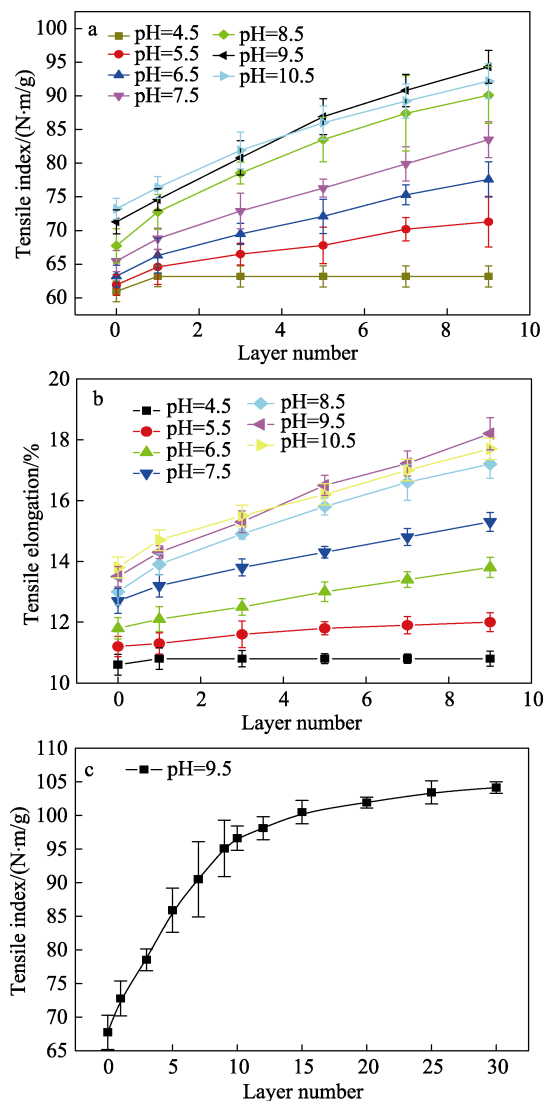 a
pH=4.5 pH=8.5
pH=5.5 pH=9.5
pH=6.5 pH=10.5
pH=7.5
100
95
90
85
80
75
70
65
60
Tensile index/(N·m/g)
0 2 4 6 8 10
Layer number
b
pH=4.5 pH=8.5
pH=5.5 pH=9.5
pH=6.5 pH=10.5
pH=7.5
20
18
16
14
12
10
Tensile elongation/%
0 2 4 6 8 10
Layer number
c pH=9.5
110
105
100
95
90
85
80
75
70
65
Tensile index/(N·m/g)
0 5 10 15 20 25 30
Layer number